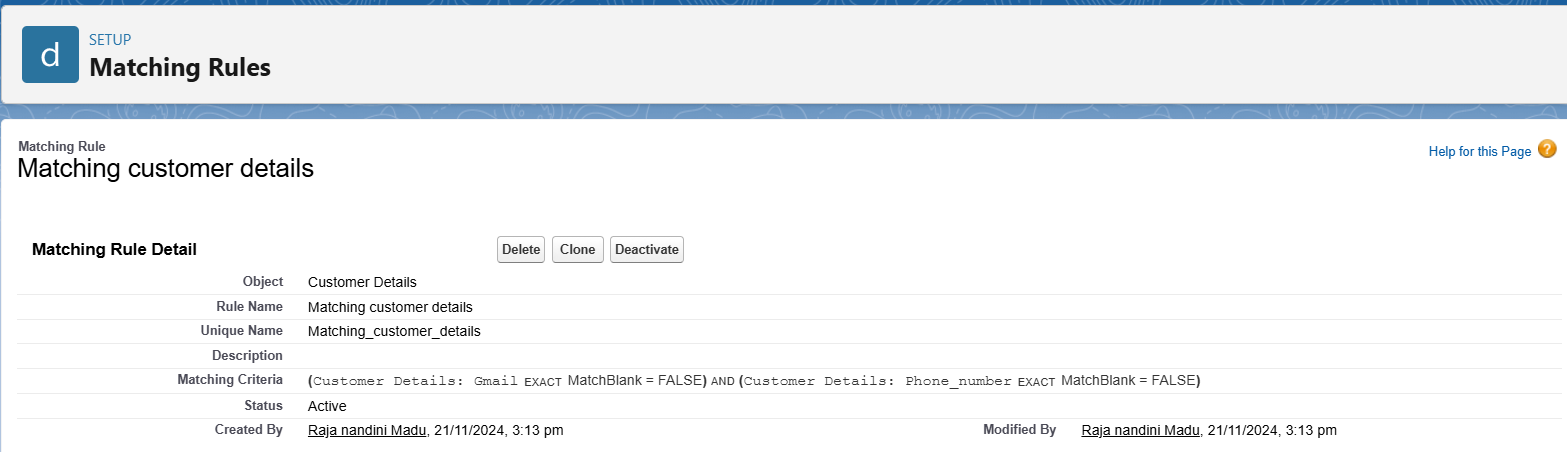 d
SETUP
Matching Rules
Matching Rule
Matching customer details
Help for this Page ?
Matching Rule Detail Delete Clone Deactivate
Object Customer Details
Rule Name Matching customer details
Unique Name Matching_customer_details
Description
Matching Criteria (Customer Details: Gmail EXACT MatchBlank = FALSE) AND (Customer Details: Phone_number EXACT MatchBlank = FALSE)
Status Active
Created By Raja nandini Madu, 21/11/2024, 3:13 pm Modified By Raja nandini Madu, 21/11/2024, 3:13 pm